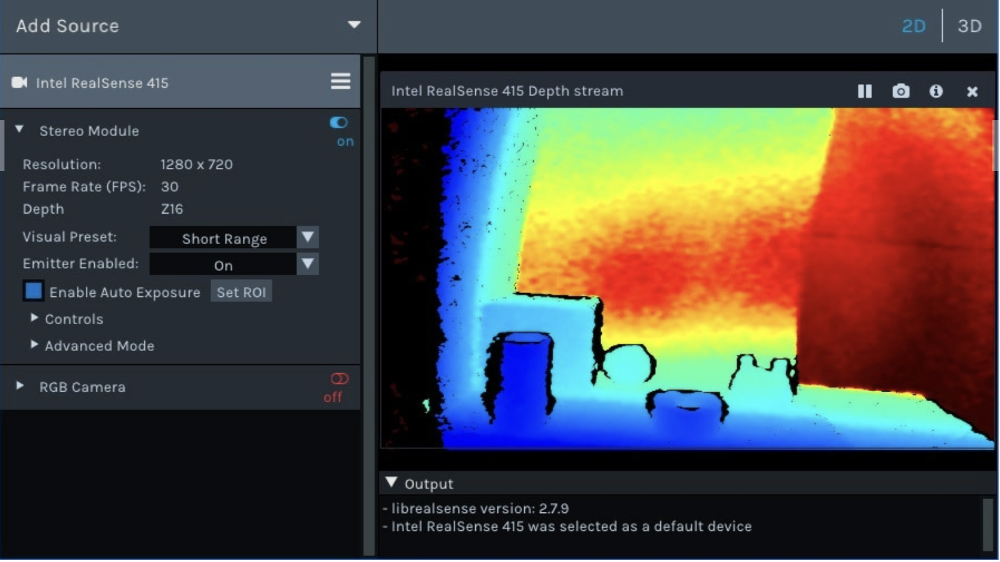 Add Source
2D | 3D
Intel RealSense 415
Intel RealSense 415 Depth stream
Stereo Module
on
Resolution: 1280 x 720
Frame Rate (FPS): 30
Depth Z16
Visual Preset: Short Range
Emitter Enabled: On
Enable Auto Exposure Set ROI
Controls
Advanced Mode
RGB Camera
off
Output
- librealsense version: 2.7.9
- Intel RealSense 415 was selected as a default device